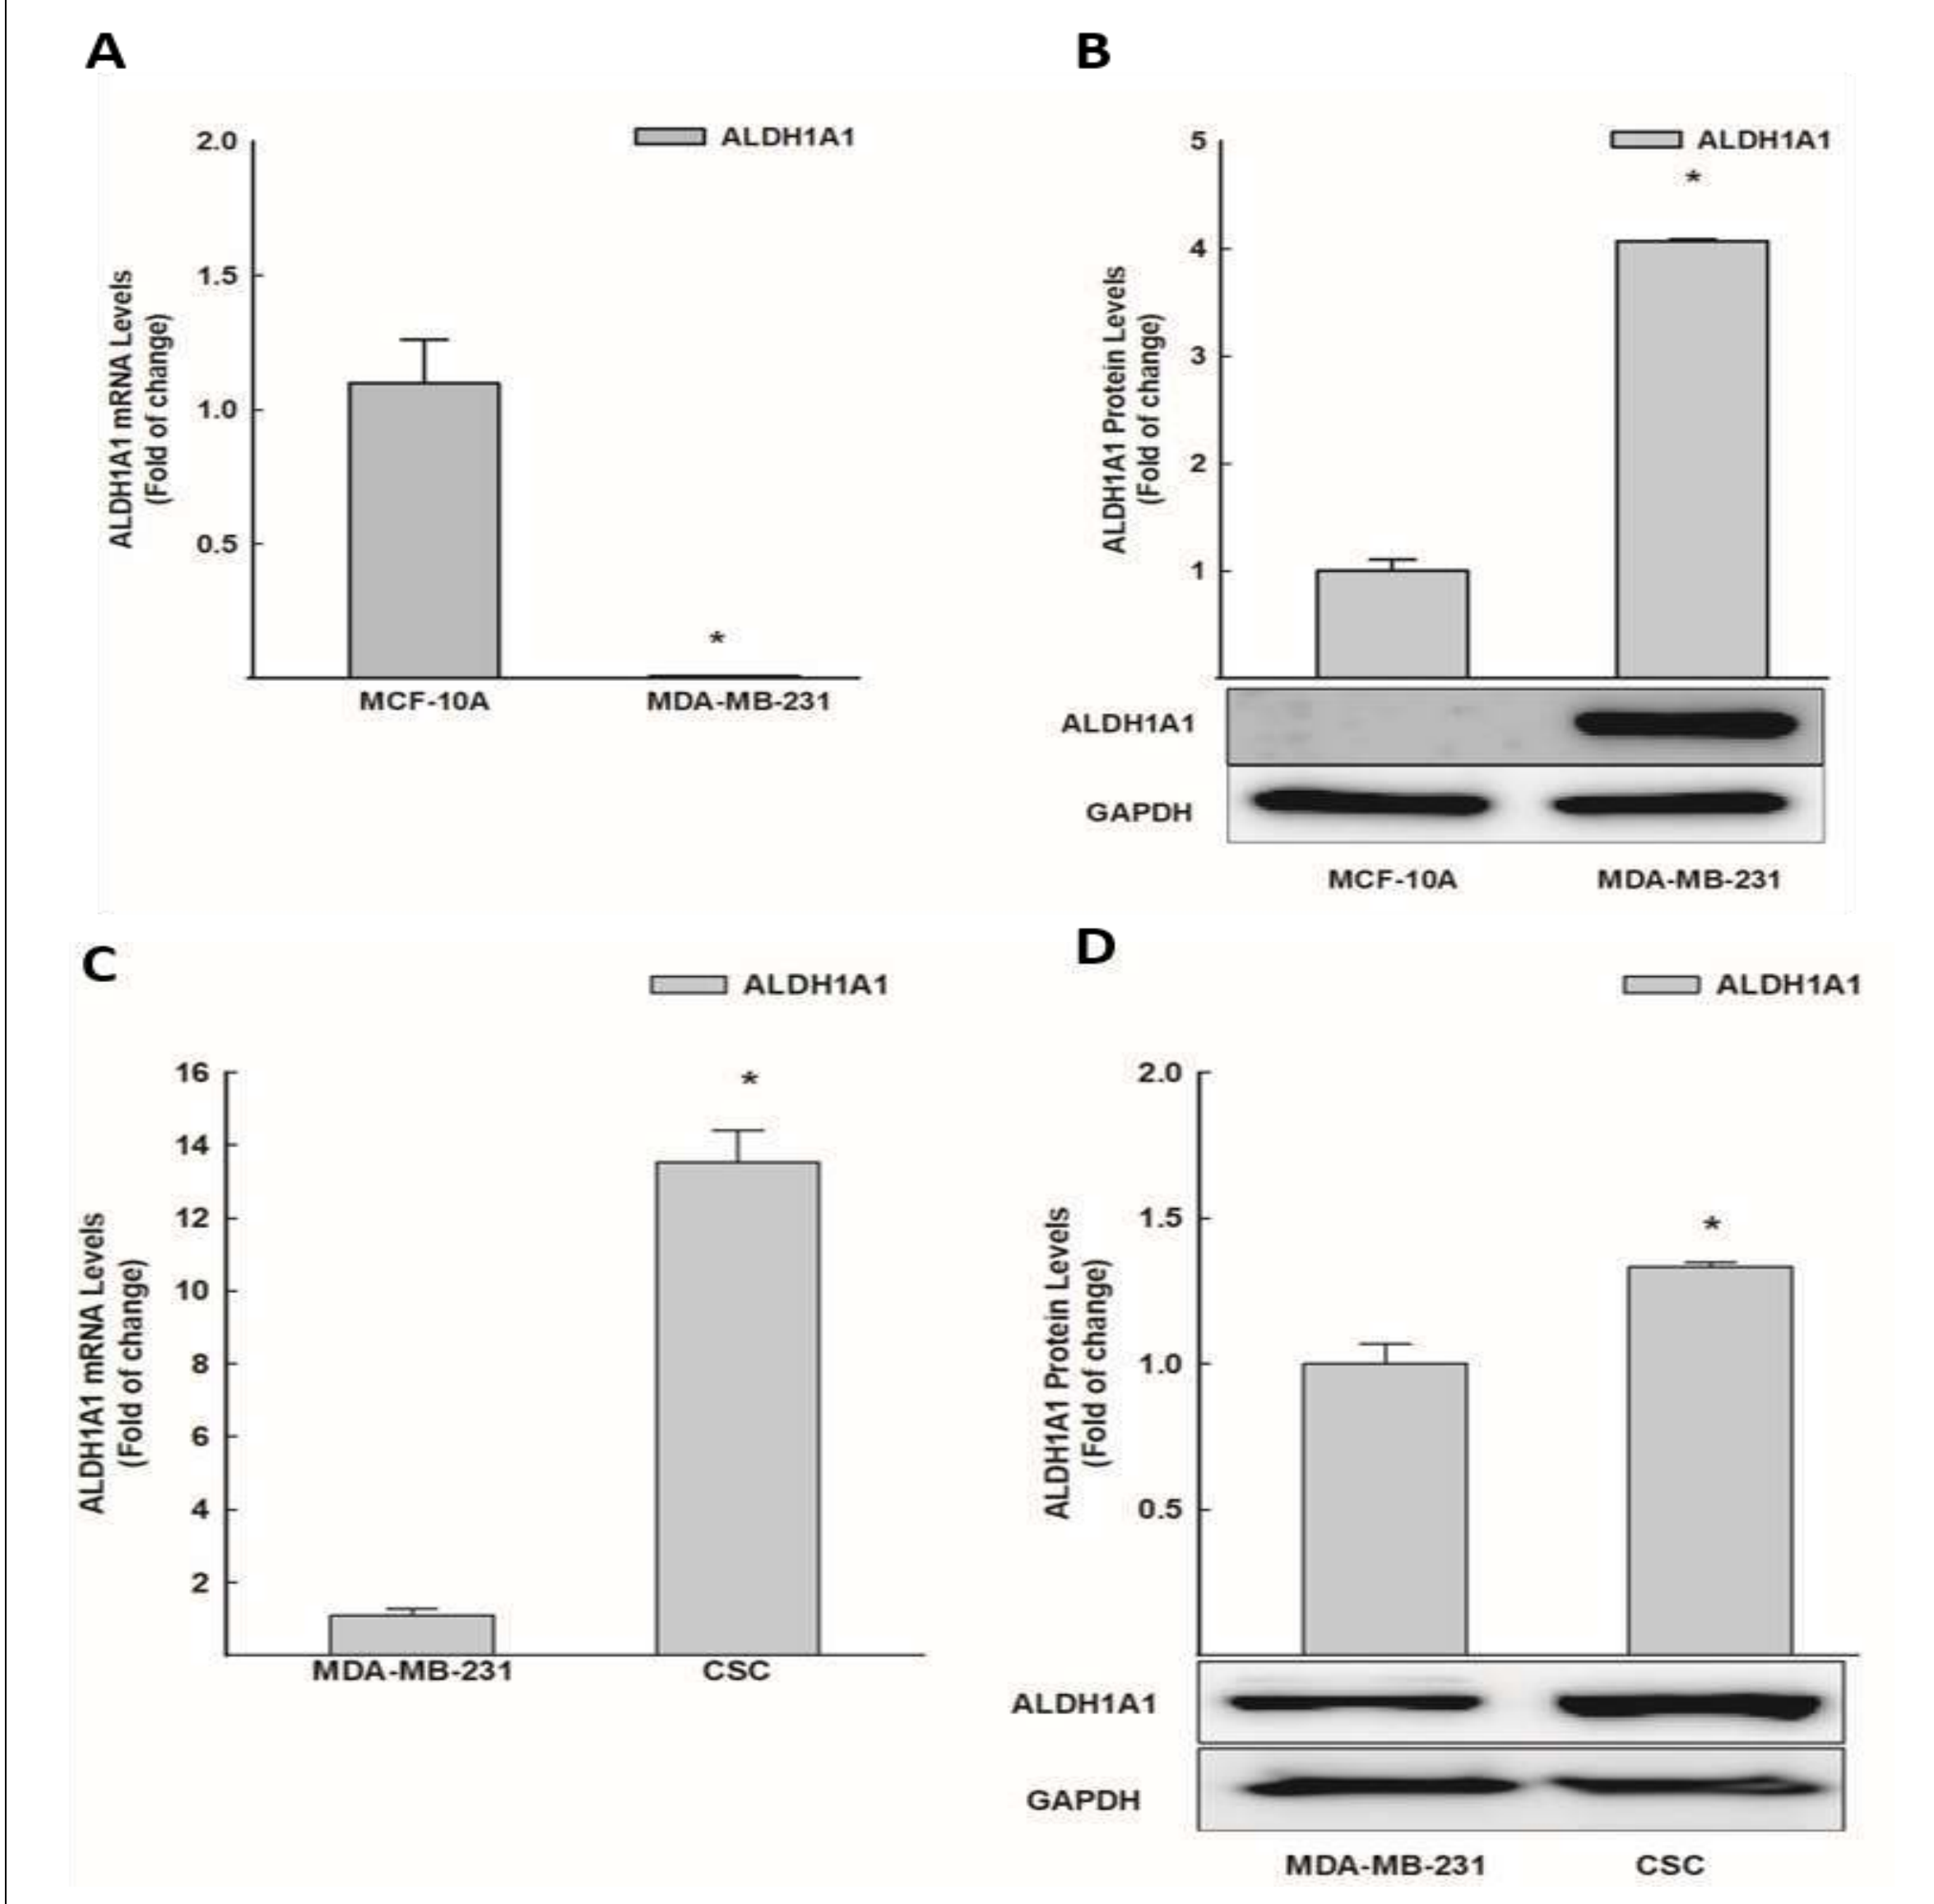 A
ALDH1A1
2.0
1.5
1.0
0.5
ALDH1A1 mRNA Levels
(Fold of change)
*
MCF-10A MDA-MB-231
B
ALDH1A1
*
5
4
3
2
1
ALDH1A1 Protein Levels
(Fold of change)
ALDH1A1
GAPDH
MCF-10A MDA-MB-231
C
ALDH1A1
16
14
12
10
8
6
4
2
ALDH1A1 mRNA Levels
(Fold of change)
*
MDA-MB-231 CSC
D
ALDH1A1
2.0
1.5
1.0
0.5
ALDH1A1 Protein Levels
(Fold of change)
*
ALDH1A1
GAPDH
MDA-MB-231 CSC